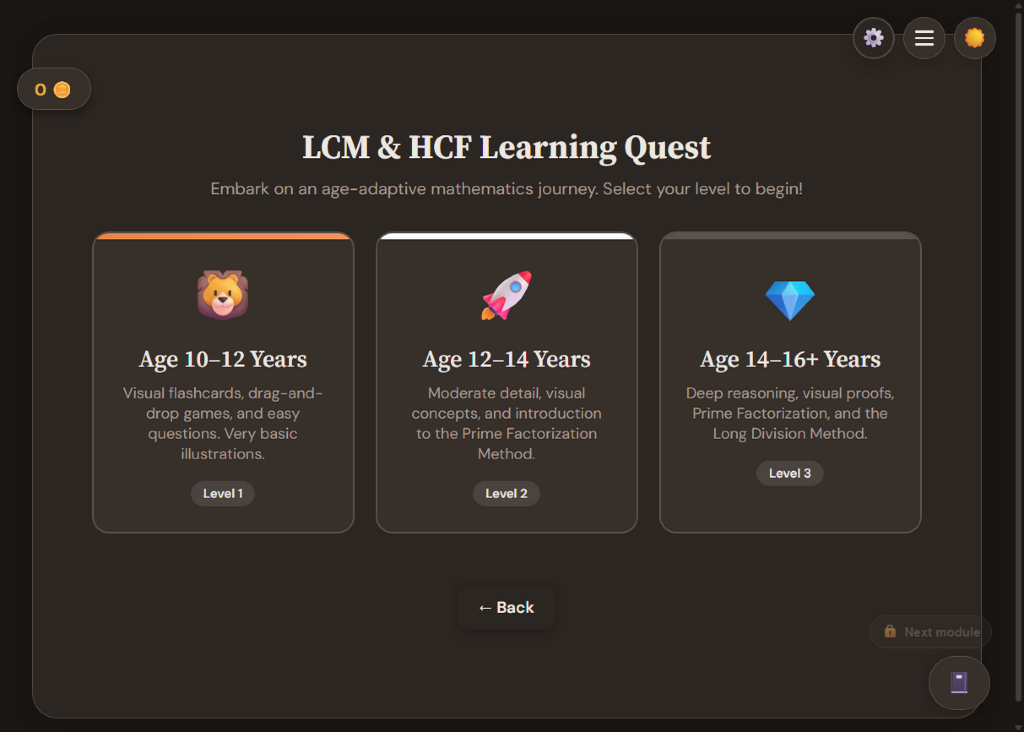 0
LCM & HCF Learning Quest
Embark on an age-adaptive mathematics journey. Select your level to begin!
Age 10–12 Years
Visual flashcards, drag-and-
drop games, and easy
questions. Very basic
illustrations.
Level 1
Age 12–14 Years
Moderate detail, visual
concepts, and introduction
to the Prime Factorization
Method.
Level 2
Age 14–16+ Years
Deep reasoning, visual proofs,
Prime Factorization, and the
Long Division Method.
Level 3
← Back
Next module